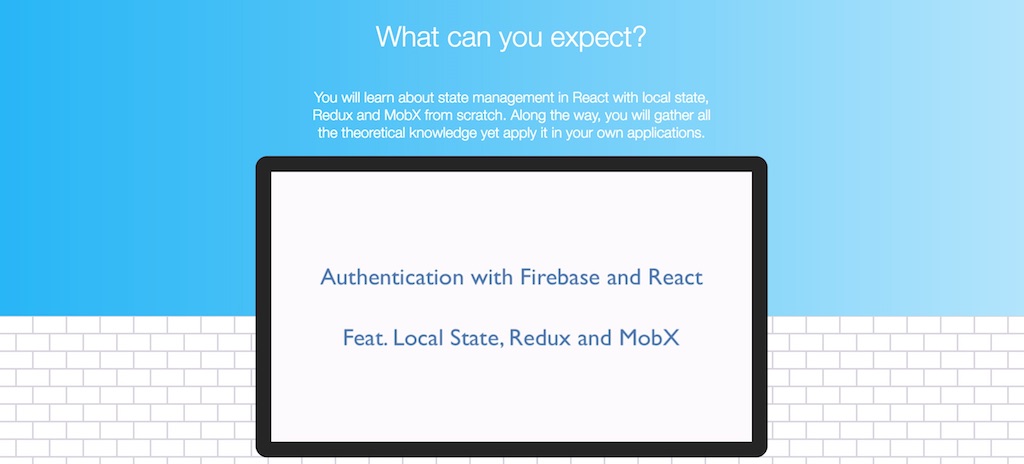 What can you expect?
You will learn about state management in React with local state,
Redux and MobX from scratch. Along the way, you will gather all
the theoretical knowledge yet apply it in your own applications.
Authentication with Firebase and React
Feat. Local State, Redux and MobX